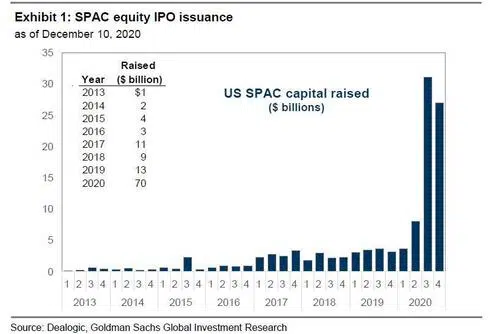 Exhibit 1: SPAC equity IPO issuance
as of December 10, 2020
35
30
25
20
15
10
5
0
Raised
Year ($ billion)
2013 $1
2014 2
2015 4
2016 3
2017 11
2018 9
2019 13
2020 70
US SPAC capital raised
($ billions)
1 2 3 4 1 2 3 4 1 2 3 4 1 2 3 4 1 2 3 4 1 2 3 4 1 2 3 4 1 2 3 4
2013 2014 2015 2016 2017 2018 2019 2020
Source: Dealogic, Goldman Sachs Global Investment Research